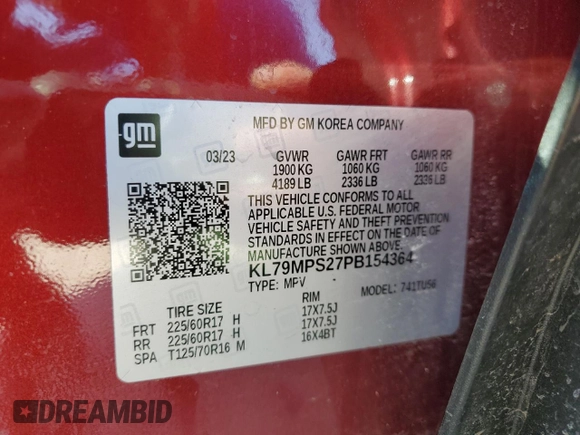 gm
MFD BY GM KOREA COMPANY
03/23 GVWR GAWR FRT GAWR RR
1900 KG 1060 KG 1060 KG
4189 LB 2336 LB 2336 LB
THIS VEHICLE CONFORMS TO ALL
APPLICABLE U.S. FEDERAL MOTOR
VEHICLE SAFETY AND THEFT PREVENTION
STANDARDS IN EFFECT ON THE DATE OF
MANUFACTURE SHOWN ABOVE.
KL79MPS27PB154364
TYPE: MPV MODEL: 741TU56
TIRE SIZE RIM
FRT 225/60R17 H 17X7.5J
RR 225/60R17 H 17X7.5J
SPA T125/70R16 M 16X4BT
DREAMBID